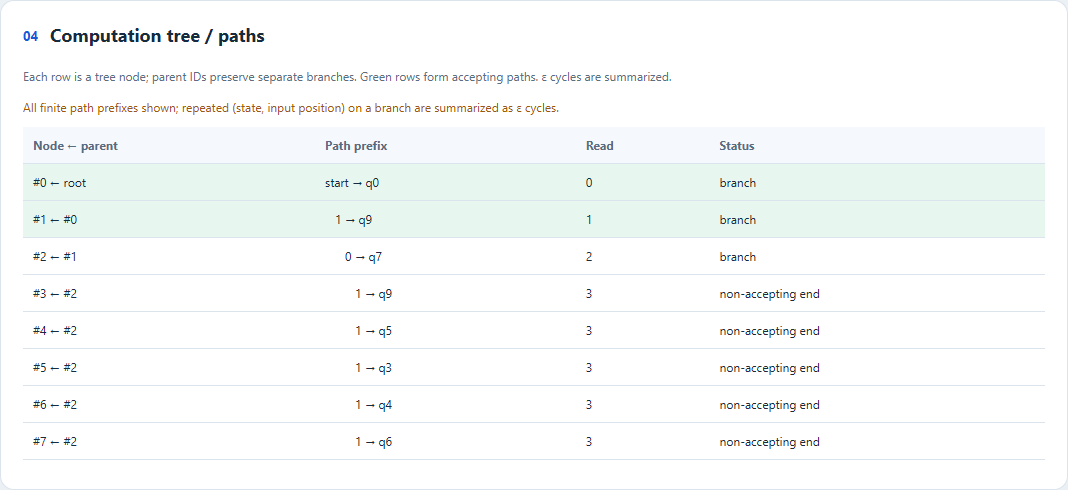 04 Computation tree / paths
Each row is a tree node; parent IDs preserve separate branches. Green rows form accepting paths. ε cycles are summarized.
All finite path prefixes shown; repeated (state, input position) on a branch are summarized as ε cycles.
Node ← parent Path prefix Read Status
#0 ← root start → q0 0 branch
#1 ← #0 1 → q9 1 branch
#2 ← #1 0 → q7 2 branch
#3 ← #2 1 → q9 3 non-accepting end
#4 ← #2 1 → q5 3 non-accepting end
#5 ← #2 1 → q3 3 non-accepting end
#6 ← #2 1 → q4 3 non-accepting end
#7 ← #2 1 → q6 3 non-accepting end